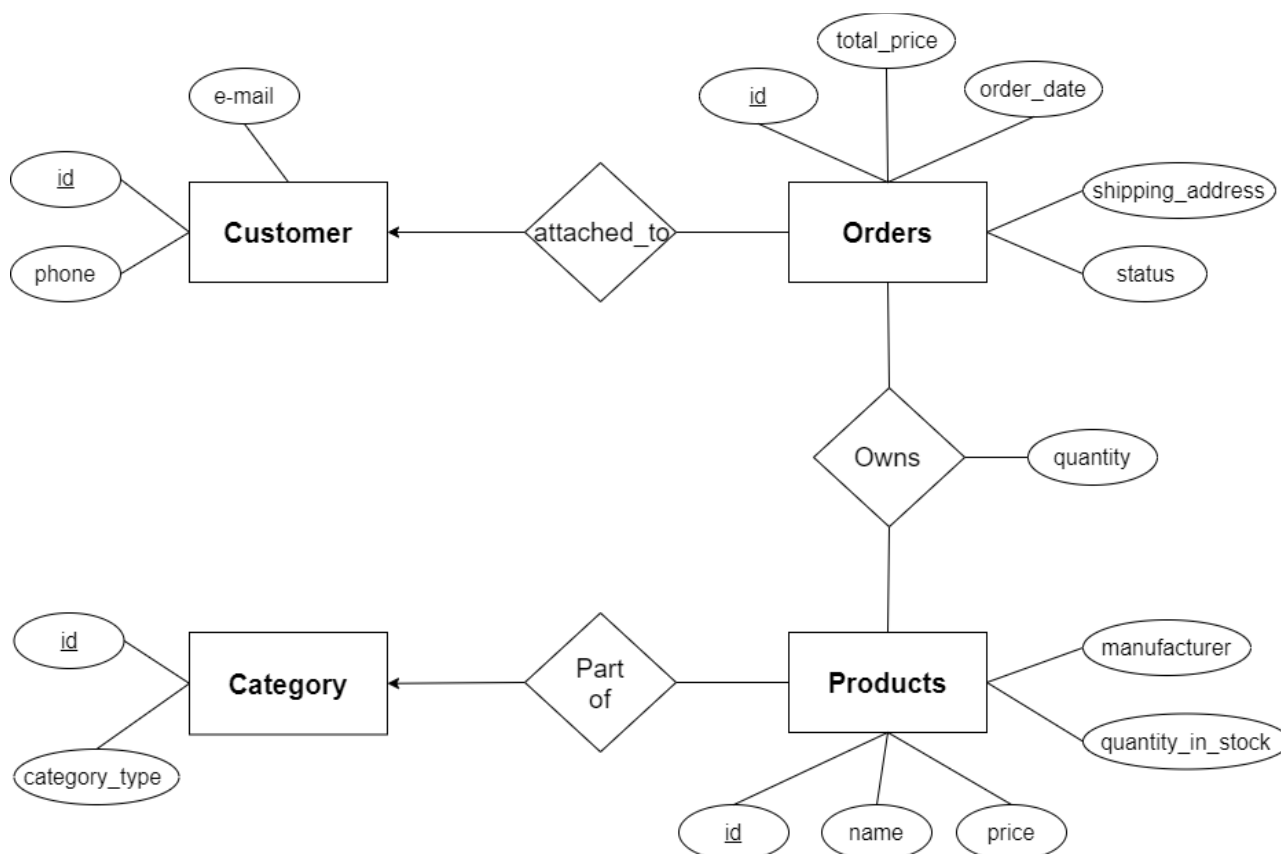 total_price
e-mail
id
order_date
id
shipping_address
Customer
attached_to
Orders
phone
status
Owns
quantity
id
manufacturer
Part
of
Category
Products
quantity_in_stock
category_type
id
name
price